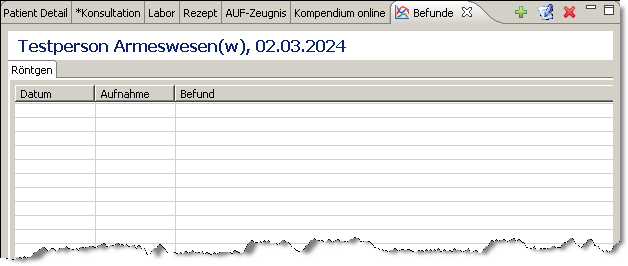 Patient Detail *Konsultation Labor Rezept AUF-Zeugnis Kompendium online Befunde
Testperson Armeswesen(w), 02.03.2024
Röntgen
Datum Aufnahme Befund